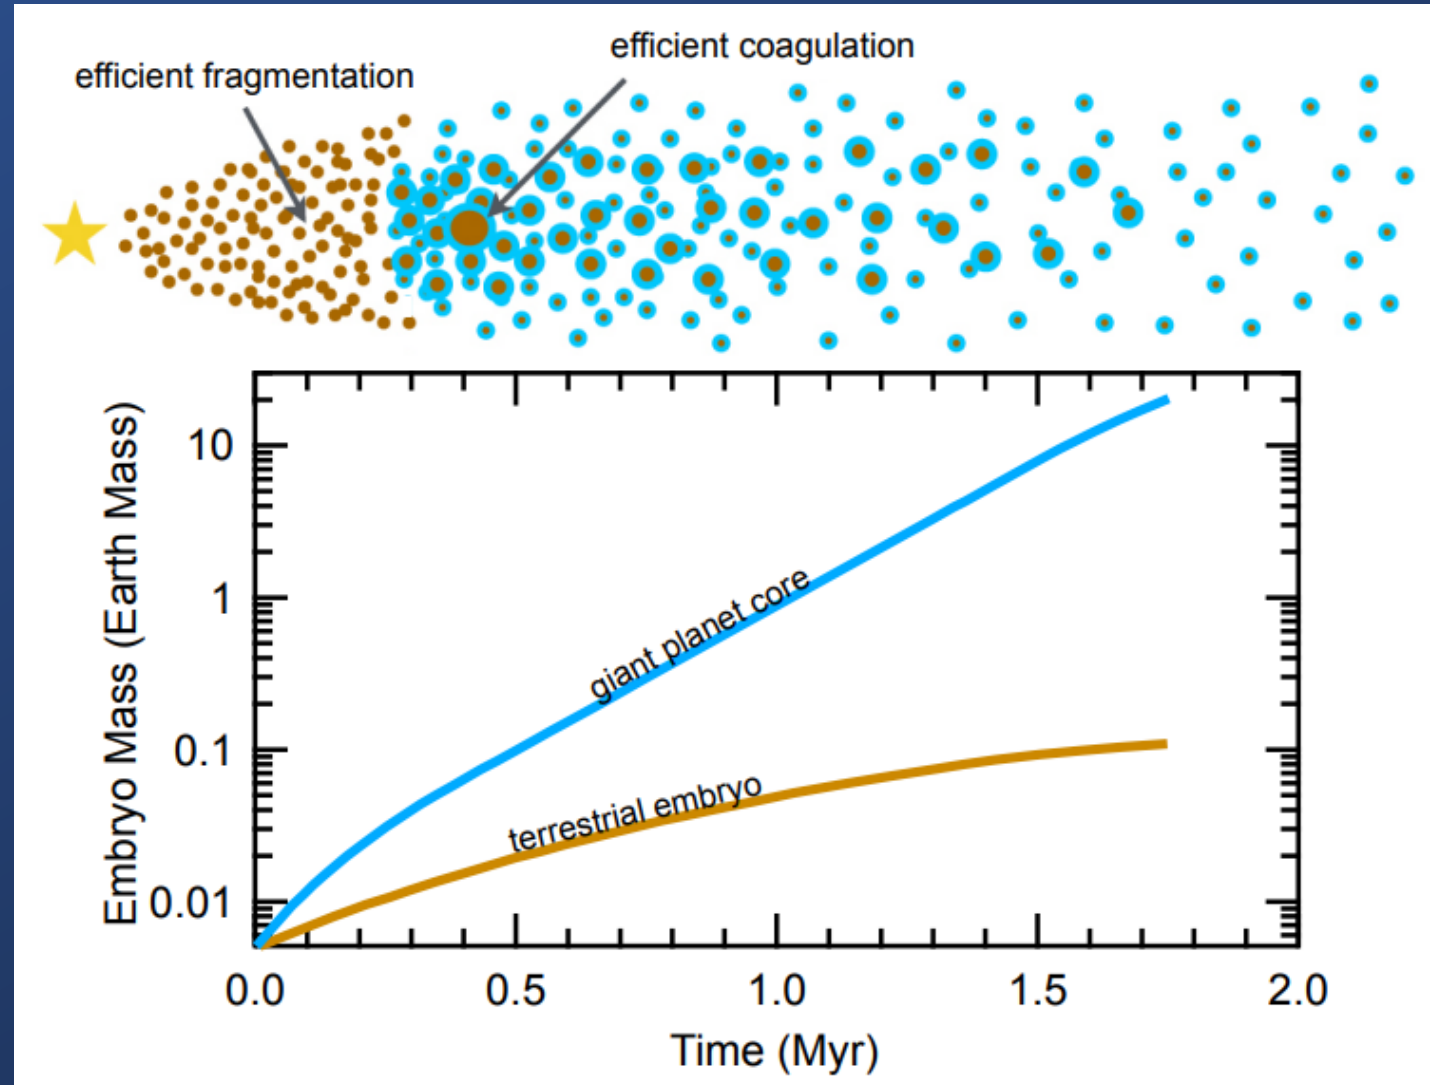 efficient coagulation
efficient fragmentation
Embryo Mass (Earth Mass)
10
1
0.1
0.01
giant planet core
terrestrial embryo
0.0 0.5 1.0 1.5 2.0
Time (Myr)